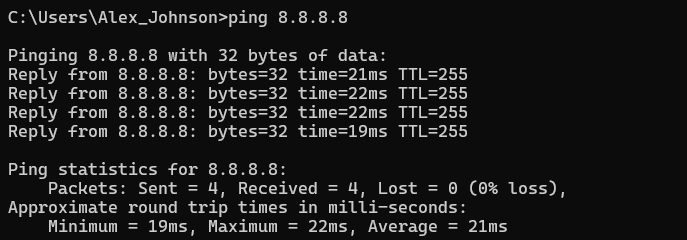 C:\Users\Alex_Johnson>ping 8.8.8.8
Pinging 8.8.8.8 with 32 bytes of data:
Reply from 8.8.8.8: bytes=32 time=21ms TTL=255
Reply from 8.8.8.8: bytes=32 time=22ms TTL=255
Reply from 8.8.8.8: bytes=32 time=22ms TTL=255
Reply from 8.8.8.8: bytes=32 time=19ms TTL=255
Ping statistics for 8.8.8.8:
    Packets: Sent = 4, Received = 4, Lost = 0 (0% loss),
Approximate round trip times in milli-seconds:
    Minimum = 19ms, Maximum = 22ms, Average = 21ms